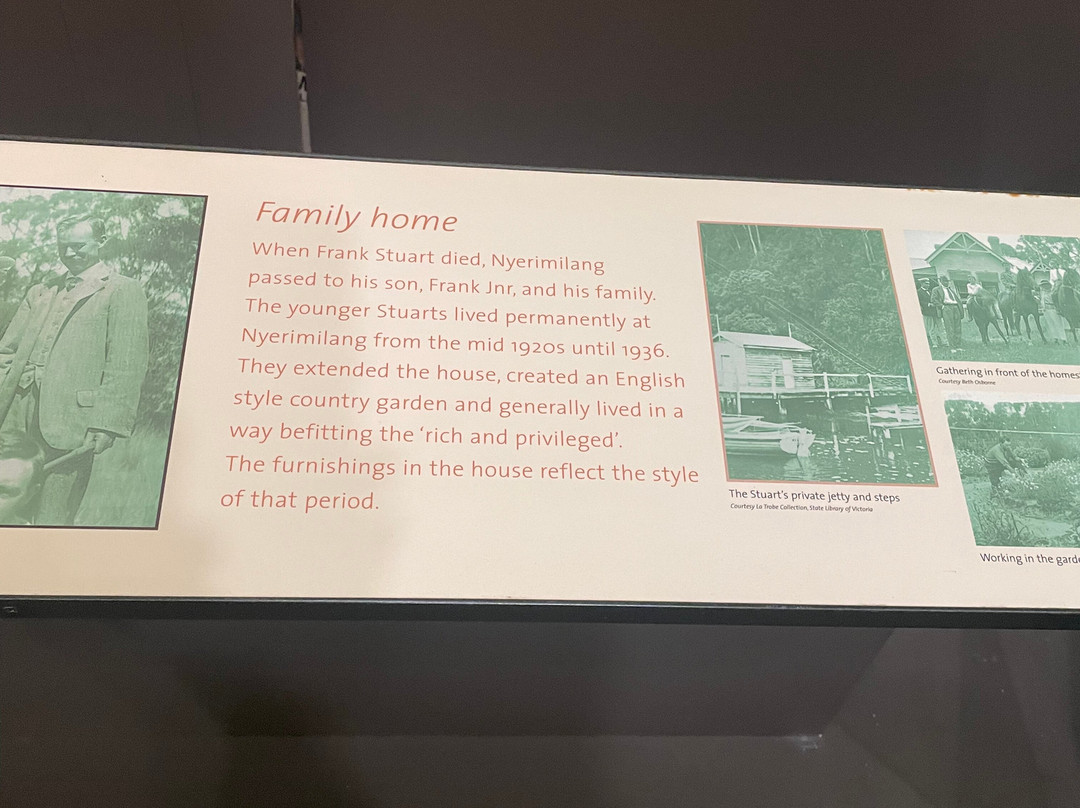 Family home
When Frank Stuart died, Nyerimilang
passed to his son, Frank Jnr, and his family.
The younger Stuarts lived permanently at
Nyerimilang from the mid 1920s until 1936.
They extended the house, created an English
style country garden and generally lived in a
way befitting the ‘rich and privileged’.
The furnishings in the house reflect the style
of that period.
The Stuart's private jetty and steps
Courtesy La Trobe Collection, State Library of Victoria
Gathering in front of the homes
Courtesy Beth Osborne
Working in the garde